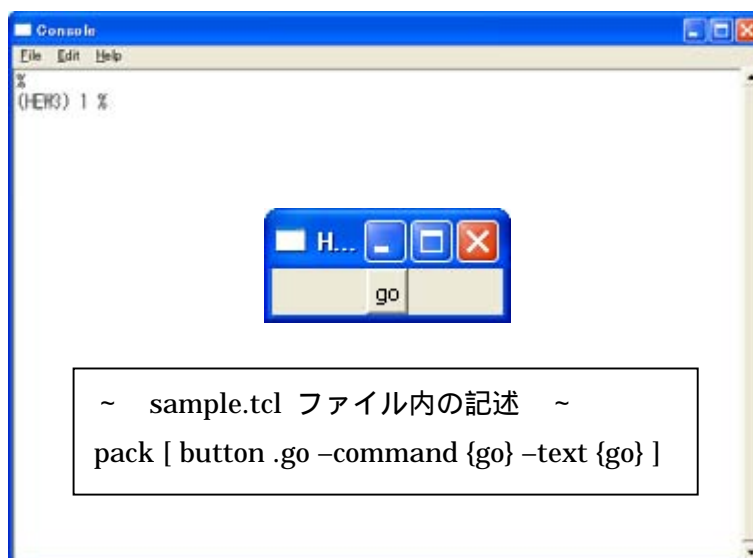 Console
File Edit Help
%
(HEW3) 1 %
H...
go
~ sample.tcl ファイル内の記述 ~
pack [ button .go –command {go} –text {go} ]